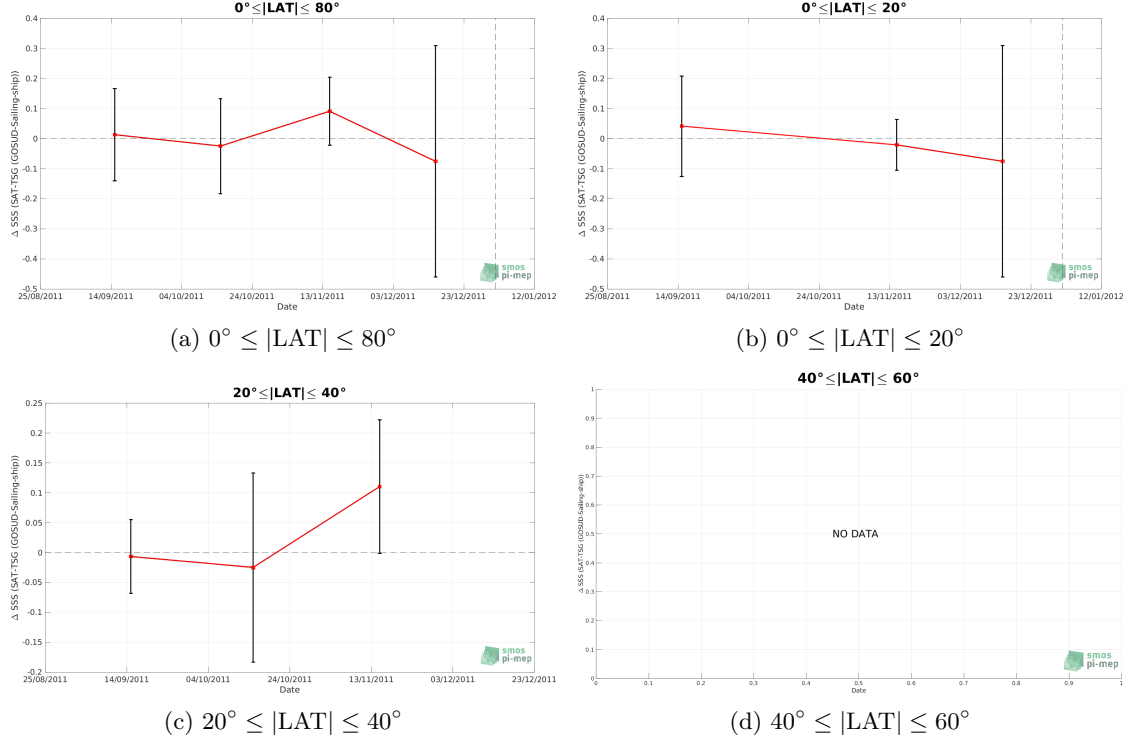 0°≤|LAT|≤ 80°
Δ SSS (SAT-TSG (GOSUD-Sailing-ship))
0.4
0.3
0.2
0.1
0
-0.1
-0.2
-0.3
-0.4
-0.5
25/08/2011 14/09/2011 04/10/2011 24/10/2011 13/11/2011 03/12/2011 23/12/2011 12/01/2012
Date
smos
pi-mep
(a) 0° ≤ |LAT| ≤ 80°
0°≤|LAT|≤ 20°
Δ SSS (SAT-TSG (GOSUD-Sailing-ship))
0.4
0.3
0.2
0.1
0
-0.1
-0.2
-0.3
-0.4
-0.5
25/08/2011 14/09/2011 04/10/2011 24/10/2011 13/11/2011 03/12/2011 23/12/2011 12/01/2012
Date
smos
pi-mep
(b) 0° ≤ |LAT| ≤ 20°
20°≤|LAT|≤ 40°
Δ SSS (SAT-TSG (GOSUD-Sailing-ship))
0.25
0.2
0.15
0.1
0.05
0
-0.05
-0.1
-0.15
-0.2
25/08/2011 14/09/2011 04/10/2011 24/10/2011 13/11/2011 03/12/2011 23/12/2011
Date
smos
pi-mep
(c) 20° ≤ |LAT| ≤ 40°
40°≤|LAT|≤ 60°
Δ SSS (SAT-TSG (GOSUD-Sailing-ship))
1
0.9
0.8
0.7
0.6
0.5
0.4
0.3
0.2
0.1
0
NO DATA
0 0.1 0.2 0.3 0.4 0.5 0.6 0.7 0.8 0.9 1
Date
smos
pi-mep
(d) 40° ≤ |LAT| ≤ 60°